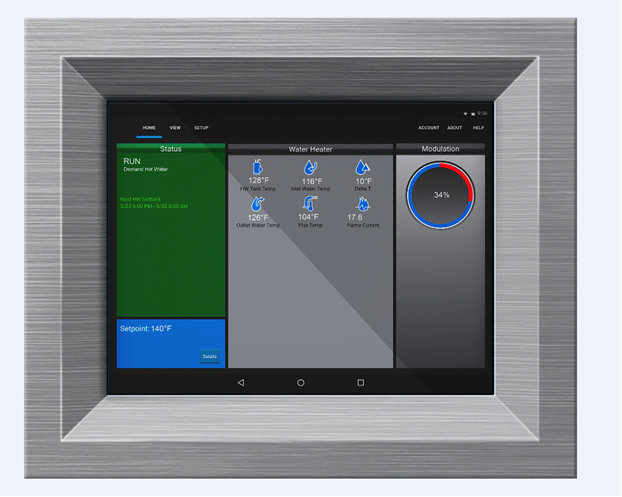 9:56
HOME VIEW SETUP ACCOUNT ABOUT HELP
Status
RUN
Demand Hot Water
Next HW Setback
3/23 6:00 PM - 3/30 8:00 AM
Setpoint: 140°F
Details
Water Heater
128°F 116°F 10°F
HW Tank Temp Inlet Water Temp Delta T
126°F 104°F 17.6
Outlet Water Temp Flue Temp Flame Current
Modulation
34%